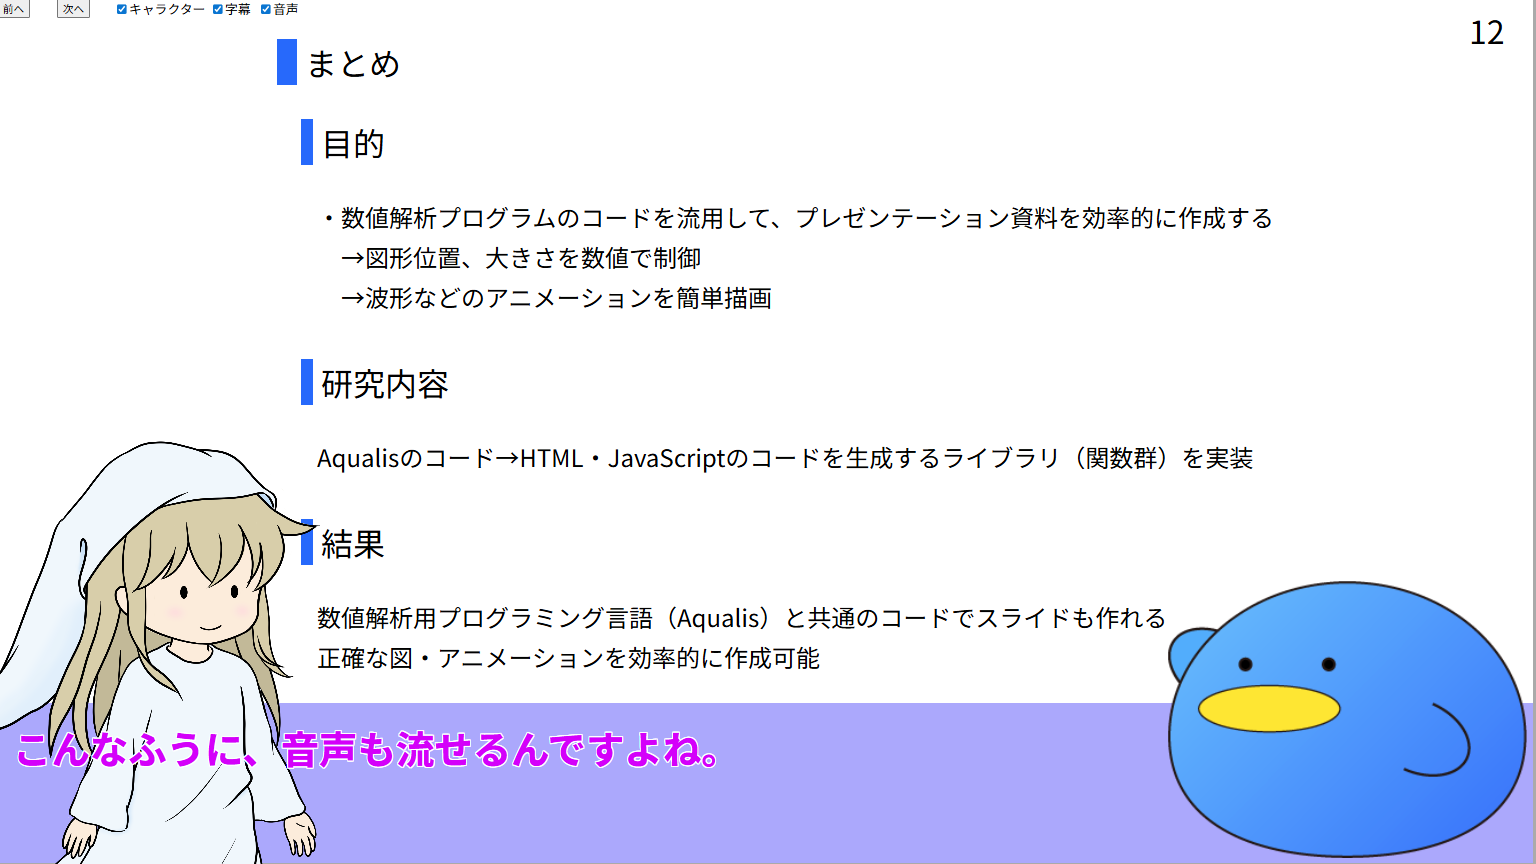 前へ 次へ キャラクター 字幕 音声
12
まとめ
目的
・数値解析プログラムのコードを流用して、プレゼンテーション資料を効率的に作成する
→図形位置、大きさを数値で制御
→波形などのアニメーションを簡単描画
研究内容
Aqualisのコード→HTML・JavaScriptのコードを生成するライブラリ（関数群）を実装
結果
数値解析用プログラミング言語（Aqualis）と共通のコードでスライドも作れる
正確な図・アニメーションを効率的に作成可能
こんなふうに、音声も流せるんですよね。